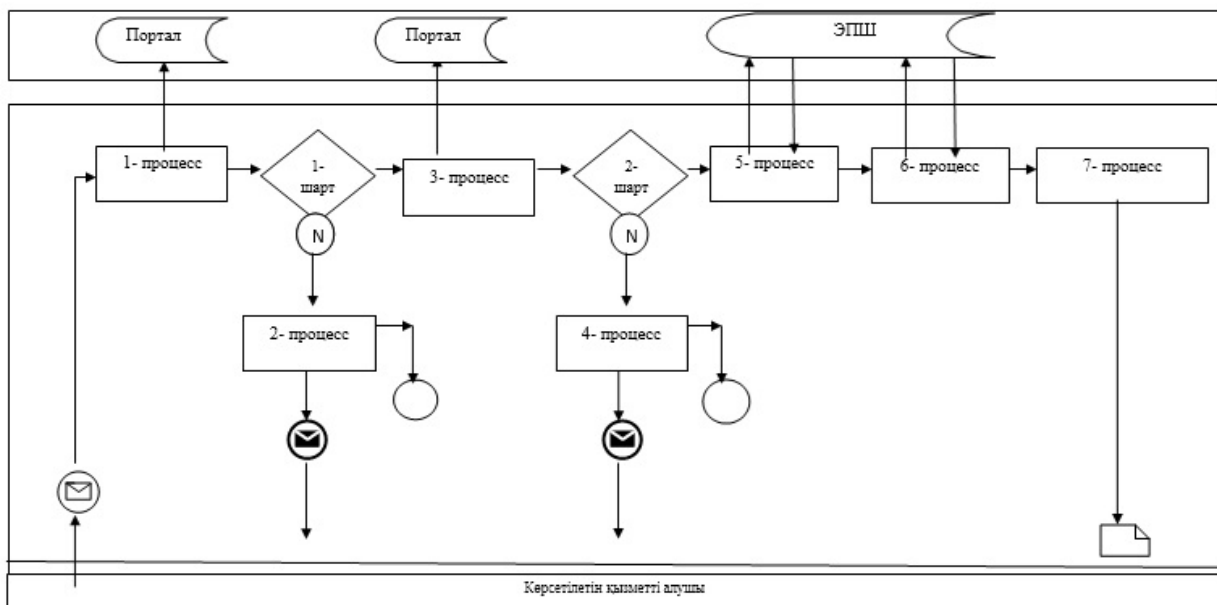 Портал
Портал
ЭПШ
1- процесс
1-
шарт
3- процесс
2-
шарт
5- процесс
6- процесс
7- процесс
N
N
2- процесс
4- процесс
Көрсетілетін қызметті алушы